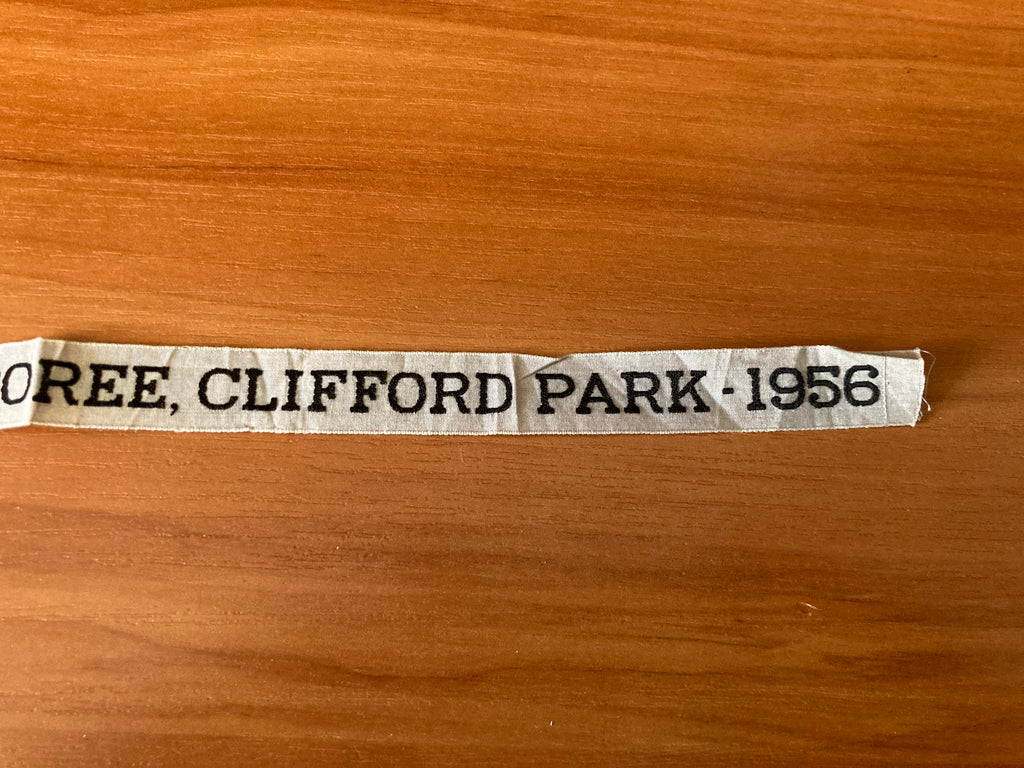 OREE, CLIFFORD PARK - 1956